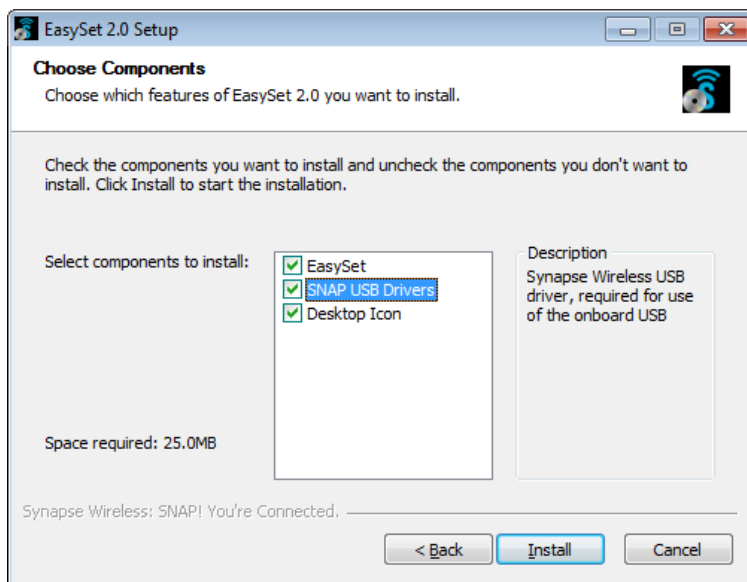 EasySet 2.0 Setup
Choose Components
Choose which features of EasySet 2.0 you want to install.
Check the components you want to install and uncheck the components you don't want to
install. Click Install to start the installation.
Select components to install:
EasySet
SNAP USB Drivers
Desktop Icon
Description
Synapse Wireless USB
driver, required for use
of the onboard USB
Space required: 25.0MB
Synapse Wireless: SNAP! You're Connected.
< Back
Install
Cancel